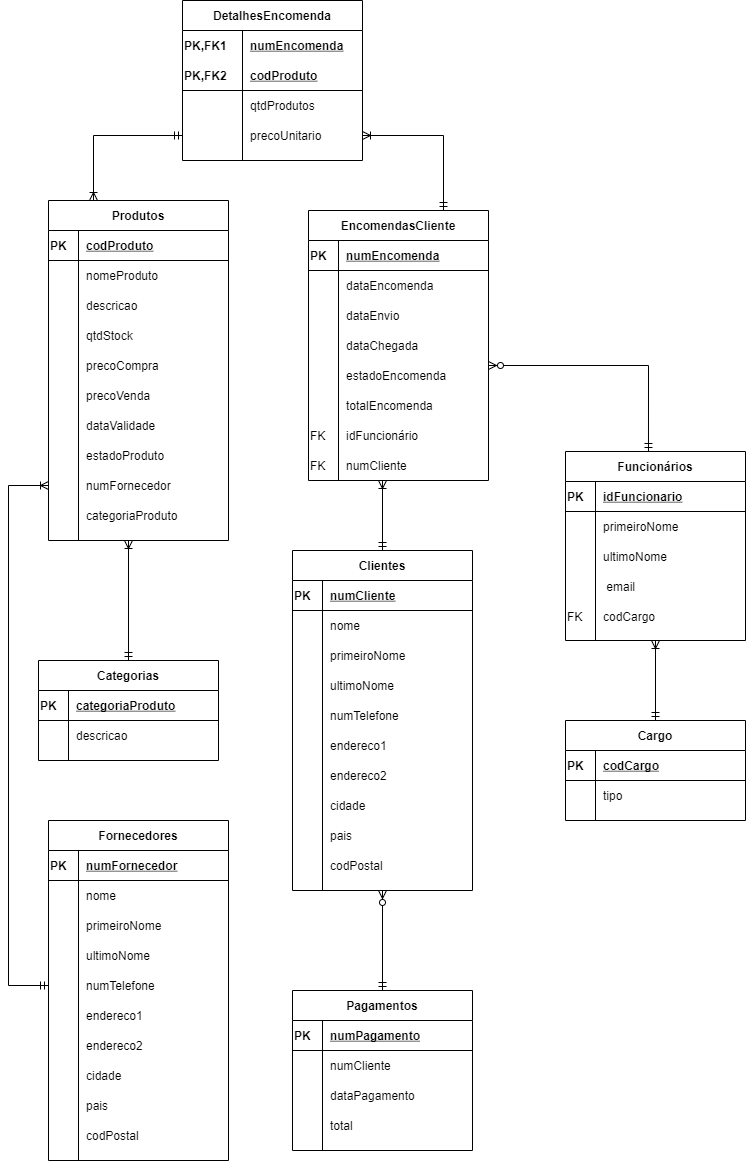 DetalhesEncomenda
PK,FK1 numEncomenda
PK,FK2 codProduto
qtdProdutos
precoUnitario
Produtos
PK codProduto
nomeProduto
descricao
qtdStock
precoCompra
precoVenda
dataValidade
estadoProduto
numFornecedor
categoriaProduto
EncomendasCliente
PK numEncomenda
dataEncomenda
dataEnvio
dataChegada
estadoEncomenda
totalEncomenda
FK idFuncionário
FK numCliente
Funcionários
PK idFuncionario
primeiroNome
ultimoNome
email
FK codCargo
Clientes
PK numCliente
nome
primeiroNome
ultimoNome
numTelefone
endereco1
endereco2
cidade
pais
codPostal
Categorias
PK categoriaProduto
descricao
Cargo
PK codCargo
tipo
Fornecedores
PK numFornecedor
nome
primeiroNome
ultimoNome
numTelefone
endereco1
endereco2
cidade
pais
codPostal
Pagamentos
PK numPagamento
numCliente
dataPagamento
total